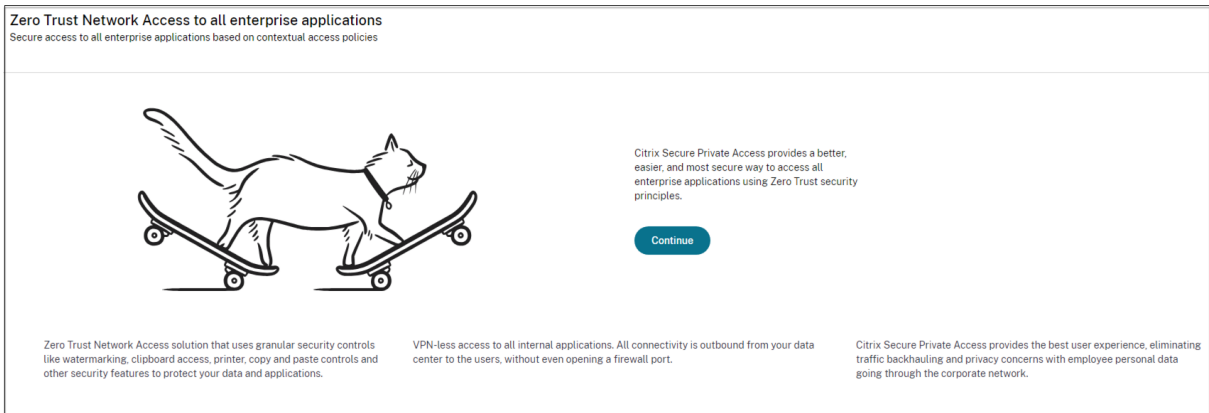 Zero Trust Network Access to all enterprise applications
Secure access to all enterprise applications based on contextual access policies
Citrix Secure Private Access provides a better,
easier, and most secure way to access all
enterprise applications using Zero Trust security
principles.
Continue
Zero Trust Network Access solution that uses granular security controls
like watermarking, clipboard access, printer, copy and paste controls and
other security features to protect your data and applications.
VPN-less access to all internal applications. All connectivity is outbound from your data
center to the users, without even opening a firewall port.
Citrix Secure Private Access provides the best user experience, eliminating
traffic backhauling and privacy concerns with employee personal data
going through the corporate network.